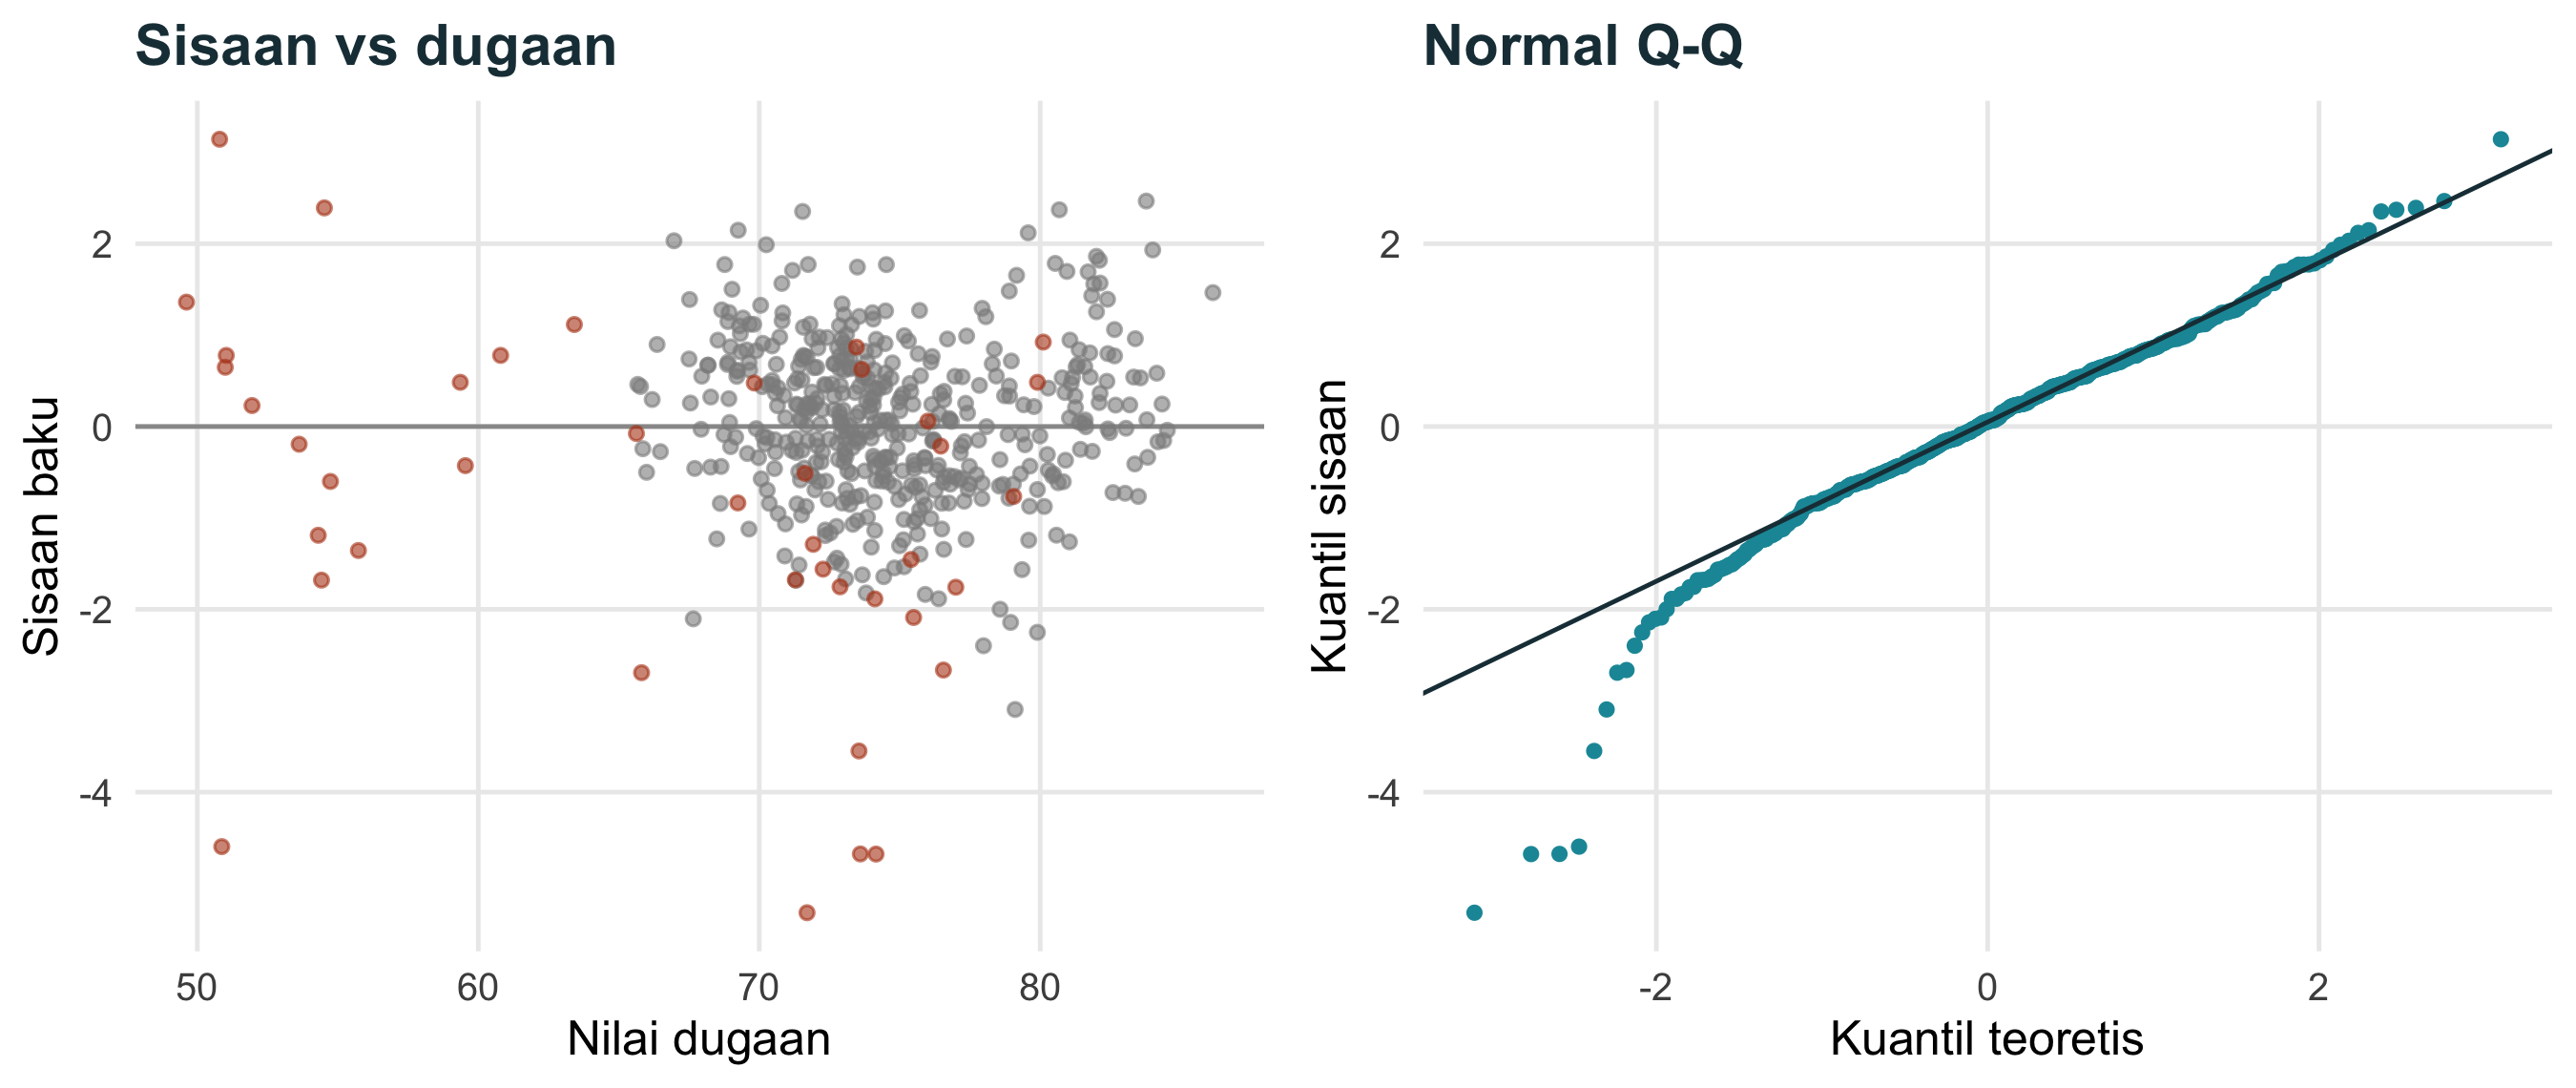 Sisaan vs dugaan
Sisaan baku
2
0
-2
-4
50 60 70 80
Nilai dugaan
Normal Q-Q
Kuantil sisaan
2
0
-2
-4
-2 0 2
Kuantil teoretis